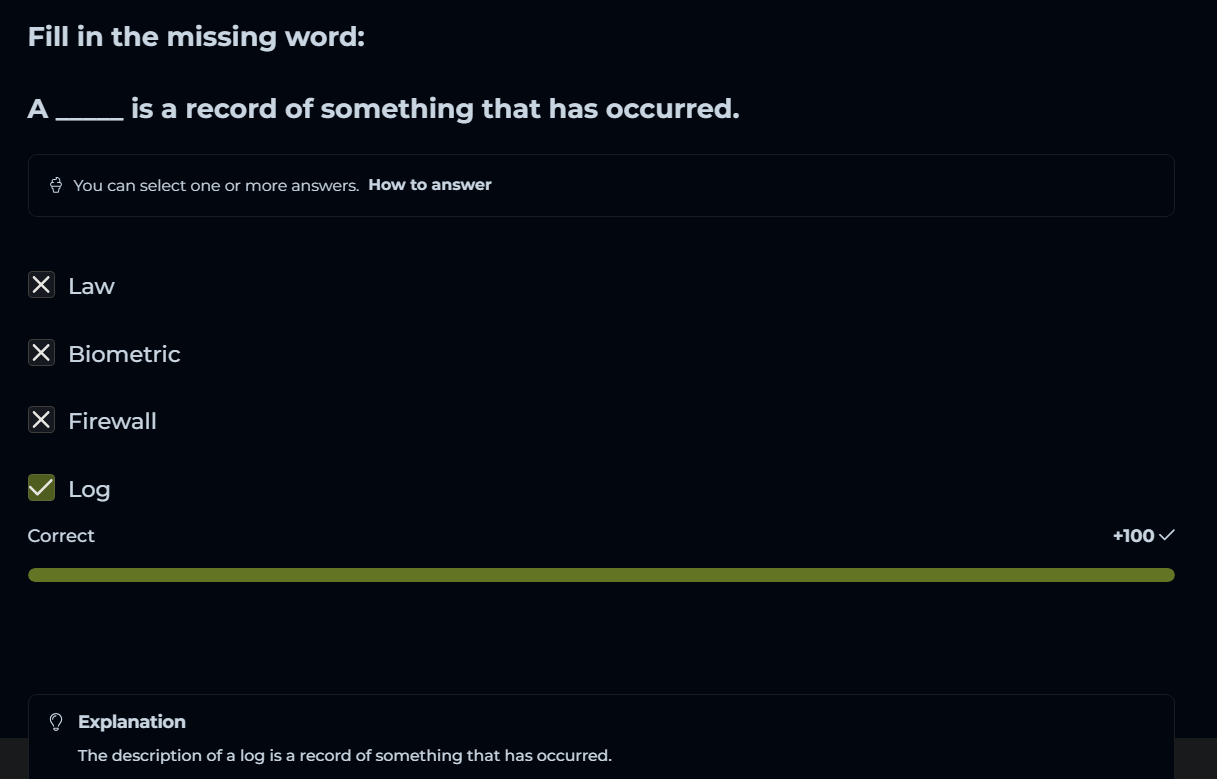 Fill in the missing word:
A _____ is a record of something that has occurred.
You can select one or more answers. How to answer
Law
Biometric
Firewall
Log
Correct +100
Explanation
The description of a log is a record of something that has occurred.